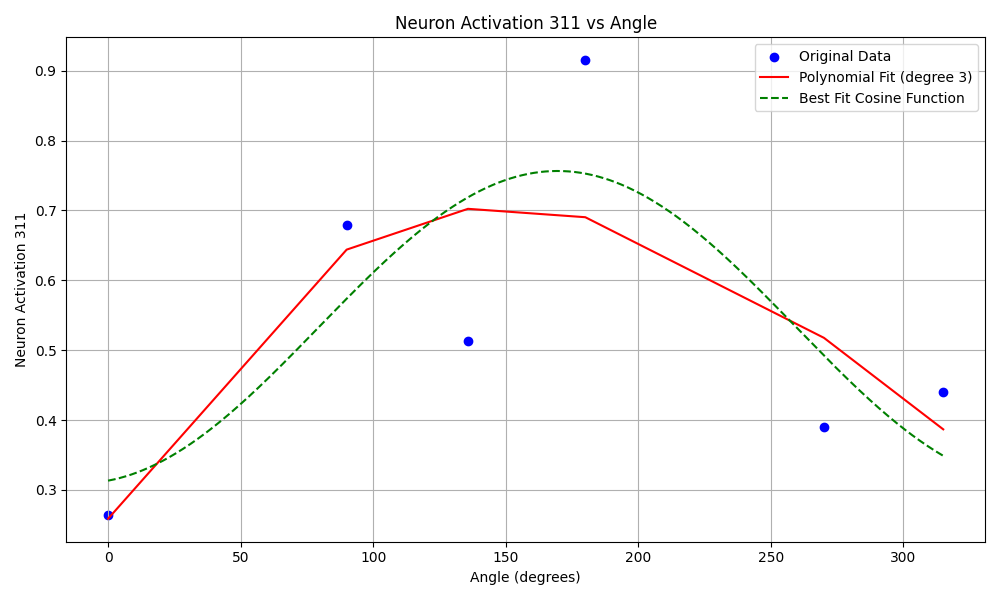 Neuron Activation 311 vs Angle
Original Data
Polynomial Fit (degree 3)
Best Fit Cosine Function
Neuron Activation 311
0.9
0.8
0.7
0.6
0.5
0.4
0.3
0
50
100
150
200
250
300
Angle (degrees)